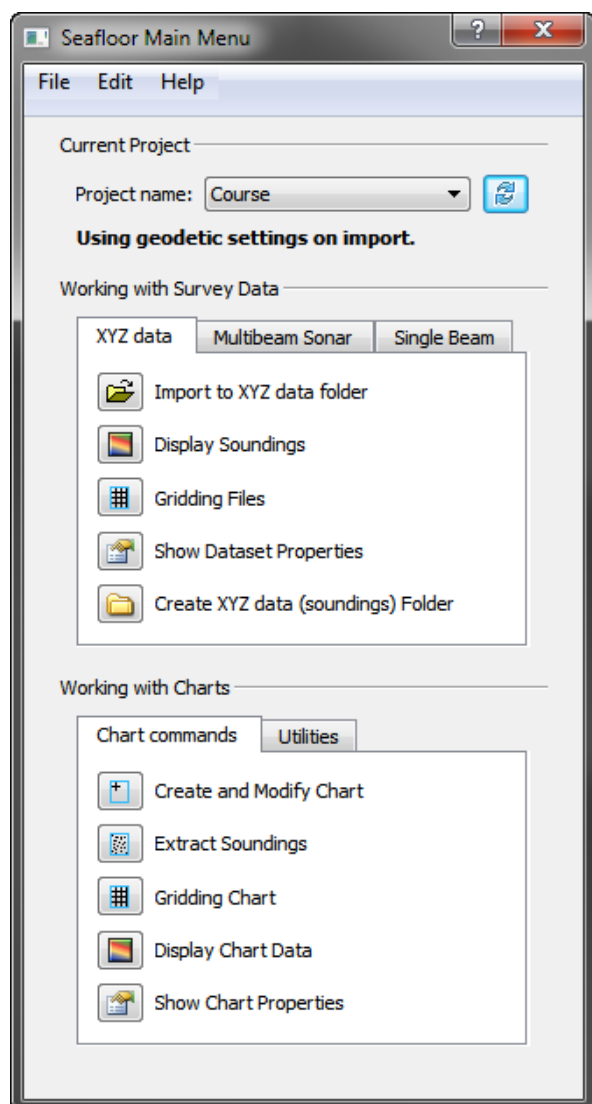 Seafloor Main Menu
File Edit Help
Current Project
Project name: Course
Using geodetic settings on import.
Working with Survey Data
XYZ data Multibeam Sonar Single Beam
Import to XYZ data folder
Display Soundings
Gridding Files
Show Dataset Properties
Create XYZ data (soundings) Folder
Working with Charts
Chart commands Utilities
Create and Modify Chart
Extract Soundings
Gridding Chart
Display Chart Data
Show Chart Properties